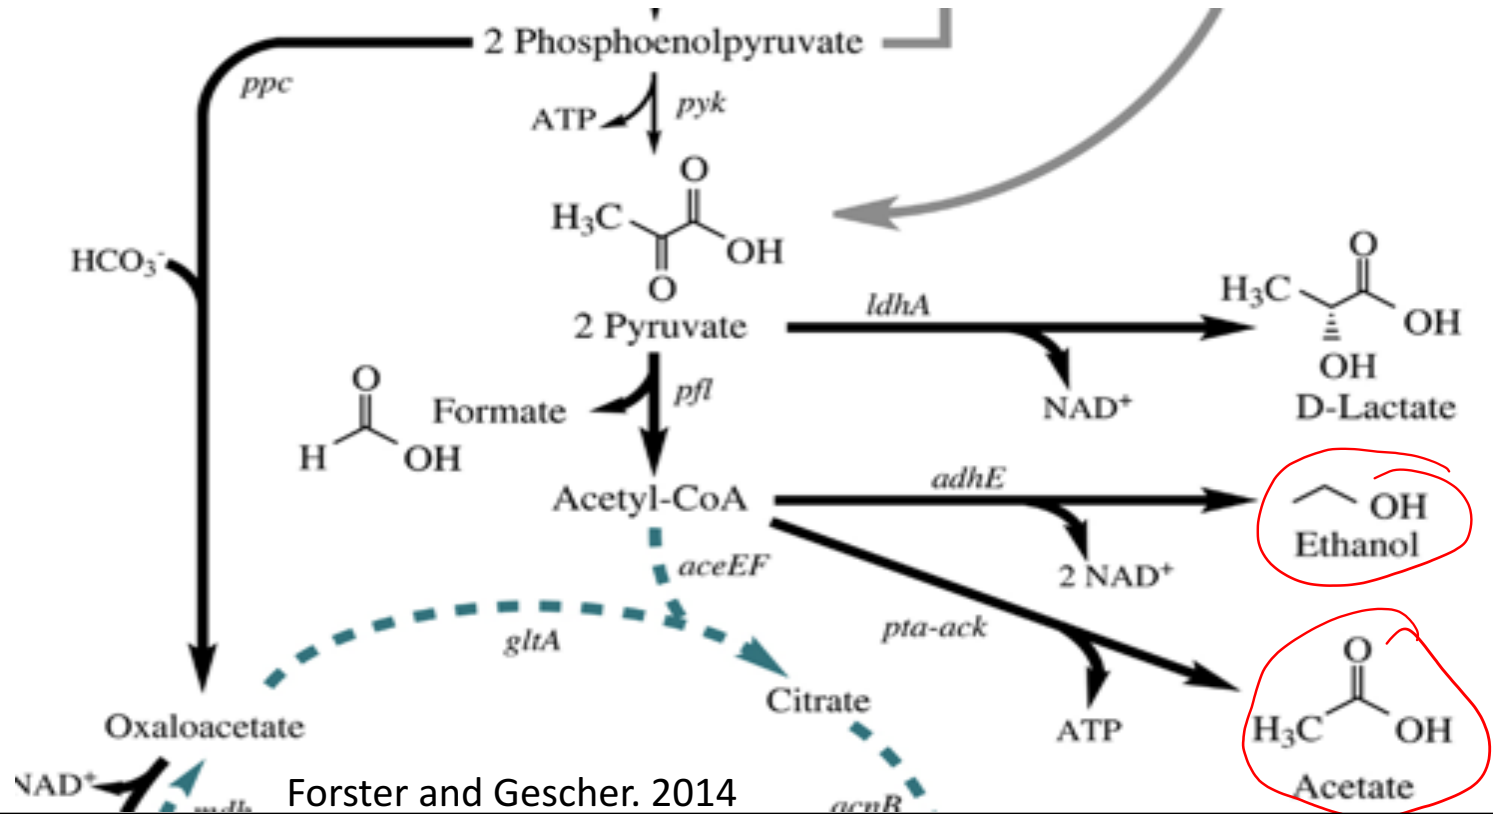 2 Phosphoenolpyruvate
ppc
ATP
pyk
O
H₃C
OH
O
HCO₃⁻
2 Pyruvate
ldhA
NAD⁺
O
H₃C
OH
OH
D-Lactate
pfl
Formate
O
H
OH
Acetyl-CoA
adhE
2 NAD⁺
OH
Ethanol
aceEF
pta-ack
ATP
O
H₃C
OH
Acetate
gltA
Citrate
Oxaloacetate
NAD⁺
mdh
Forster and Gescher. 2014
acnB